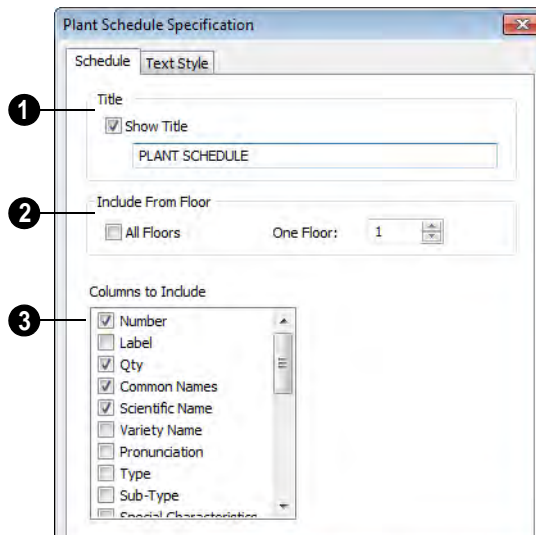 Plant Schedule Specification
Schedule Text Style
1 Title
Show Title
PLANT SCHEDULE
2 Include From Floor
All Floors One Floor: 1
Columns to Include
3 Number
Label
Qty
Common Names
Scientific Name
Variety Name
Pronunciation
Type
Sub-Type
Special Characteristics